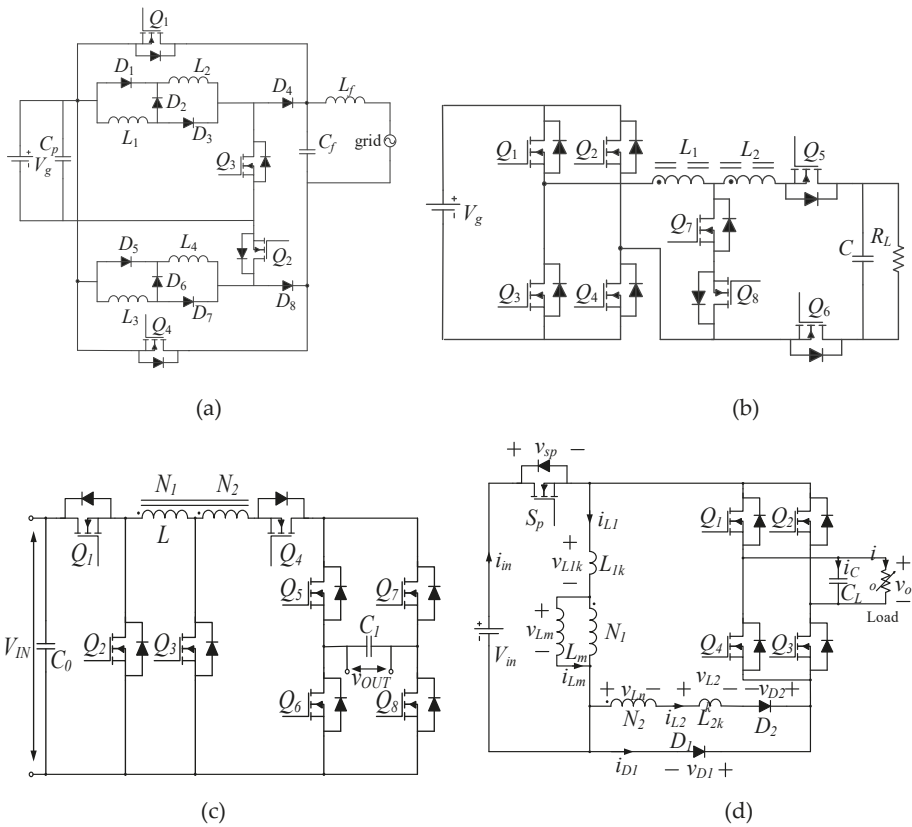 Q1
D1 L2
D4 Lf
D2
Cp L1 D3 Cf grid
Vg Q3
D5 L4
Q2
D6
D8
L3 D7
Q4
(a)
Q1 Q2 L1 L2 Q5
Vg Q7 C RL
Q3 Q4 Q8
Q6
(b)
N1 N2
L
Q1 Q4
Q5 Q7
VIN C0 Q2 Q3 C1
vOUT
Q6 Q8
(c)
+ vsp −
Sp
iL1 Q1 Q2
iin + vL1k − L1k
iC i o + vo −
CL
Load
+ vLm − N1
Lm
iLm
Vin Q4 Q3
+ vLn − + vL2 − − vD2 +
N2 iL2 L2k D2
D1
iD1 − vD1 +
(d)